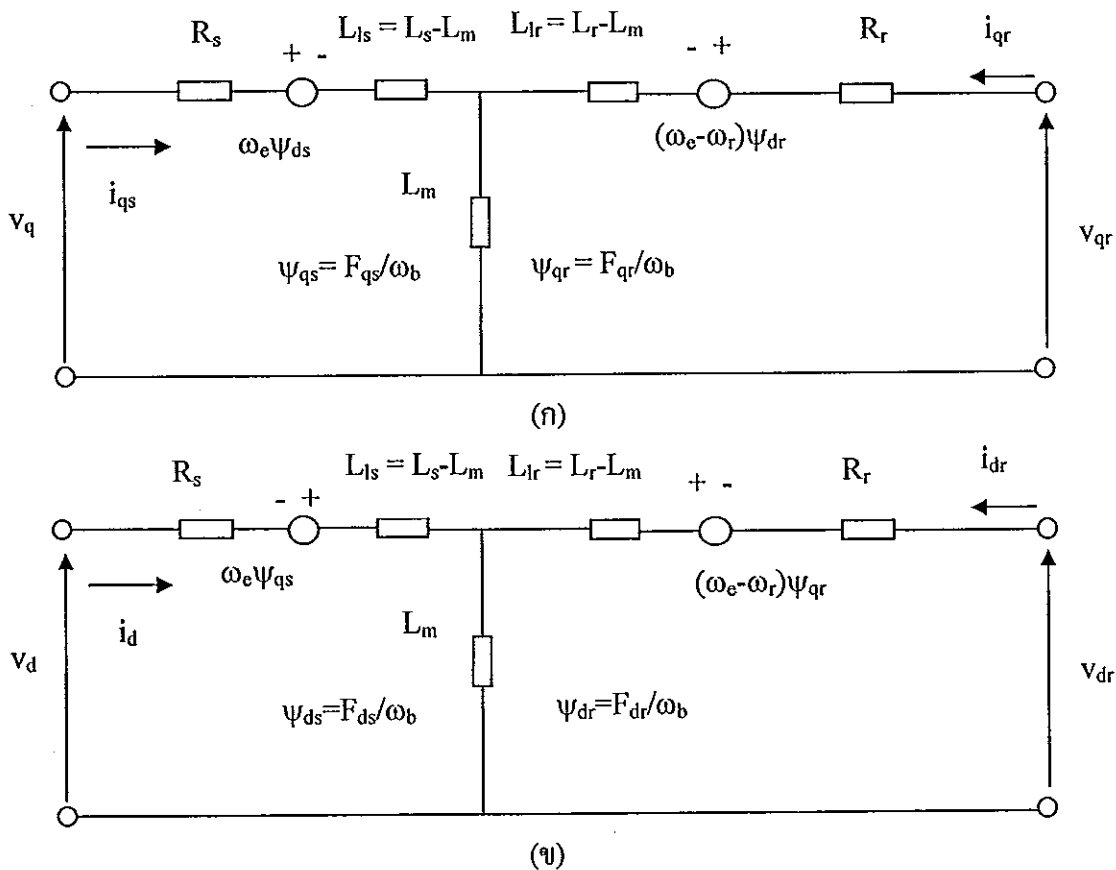 Lls = Ls-Lm Llr = Lr-Lm
Rs + - - + Rr iqr
ωeψds (ωe-ωr)ψdr
iqs Lm
vq vqr
ψqs= Fqs/ωb ψqr = Fqr/ωb
(ก)
Lls = Ls-Lm Llr = Lr-Lm idr
Rs - + + - Rr
ωeψqs (ωe-ωr)ψqr
id Lm
vd vdr
ψds=Fds/ωb ψdr=Fdr/ωb
(ข)